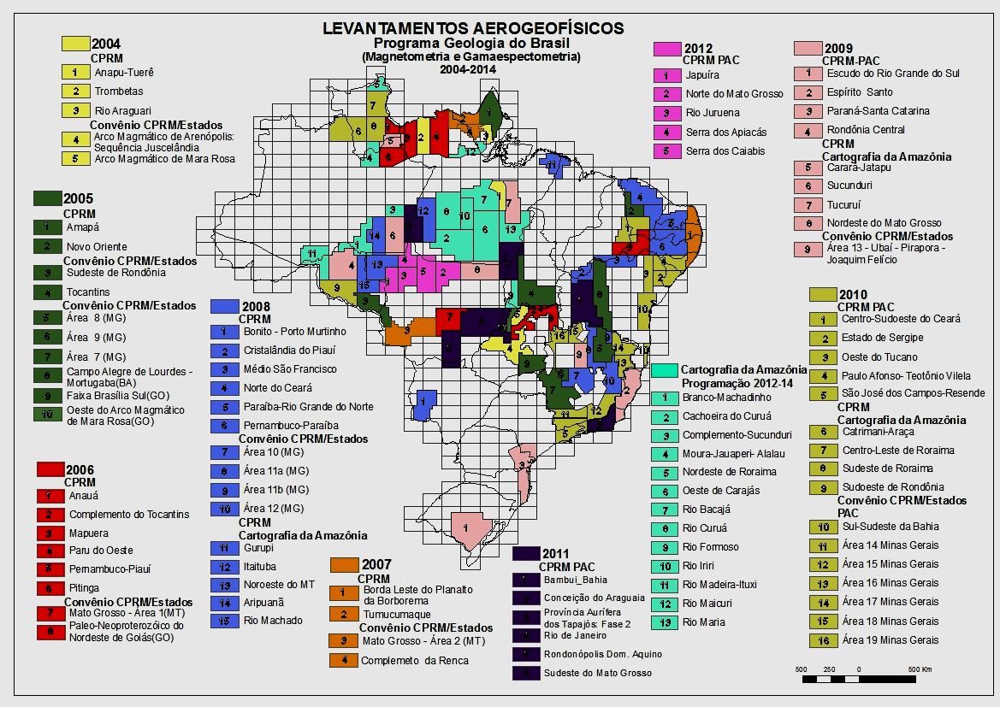 LEVANTAMENTOS AEROGEOFÍSICOS
Programa Geologia do Brasil
(Magnetometria e Gamaespectometria)
2004-2014
2004
CPRM
1 Anapu-Tuerê
2 Trombetas
3 Rio Araguari
Convênio CPRM/Estados
4 Arco Magmático de Arenópolis:
Sequência Juscelândia
5 Arco Magmático de Mara Rosa
2005
CPRM
1 Amapá
2 Novo Oriente
Convênio CPRM/Estados
3 Sudeste de Rondônia
4 Tocantins
Convênio CPRM/Estados
5 Área 8 (MG)
6 Área 9 (MG)
7 Área 7 (MG)
8 Campo Alegre de Lourdes -
Mortugaba(BA)
9 Faixa Brasília Sul(GO)
10 Oeste do Arco Magmático
de Mara Rosa(GO)
2006
CPRM
1 Anauá
2 Complemento do Tocantins
3 Mapuera
4 Paru do Oeste
5 Pernambuco-Piauí
6 Pitinga
Convênio CPRM/Estados
7 Mato Grosso - Área 1(MT)
8 Paleo-Neoproterozóico do
Nordeste de Goiás(GO)
2008
CPRM
1 Bonito - Porto Murtinho
2 Cristalândia do Piauí
3 Médio São Francisco
4 Norte do Ceará
5 Paraíba-Rio Grande do Norte
6 Pernambuco-Paraíba
Convênio CPRM/Estados
7 Área 10 (MG)
8 Área 11a (MG)
9 Área 11b (MG)
10 Área 12 (MG)
CPRM
Cartografia da Amazônia
11 Gurupi
12 Itaituba
13 Noroeste do MT
14 Aripuanã
15 Rio Machado
2007
CPRM
1 Borda Leste do Planalto
da Borborema
2 Tumucumaque
Convênio CPRM/Estados
3 Mato Grosso - Área 2 (MT)
4 Complemeto da Renca
2011
CPRM PAC
1 Bambui_Bahia
2 Conceição do Araguaia
3 Província Aurífera
dos Tapajós: Fase 2
4 Rio de Janeiro
5 Rondonópolis Dom. Aquino
6 Sudeste do Mato Grosso
2012
CPRM PAC
1 Japuíra
2 Norte do Mato Grosso
3 Rio Juruena
4 Serra dos Apiacás
5 Serra dos Caiabis
Cartografia da Amazônia
Programação 2012-14
1 Branco-Machadinho
2 Cachoeira do Curuá
3 Complemento-Sucunduri
4 Moura-Jauaperi- Alalau
5 Nordeste de Roraima
6 Oeste de Carajás
7 Rio Bacajá
8 Rio Curuá
9 Rio Formoso
10 Rio Iriri
11 Rio Madeira-Ituxi
12 Rio Maicuri
13 Rio Maria
2009
CPRM-PAC
1 Escudo do Rio Grande do Sul
2 Espírito Santo
3 Paraná-Santa Catarina
4 Rondônia Central
CPRM
Cartografia da Amazônia
5 Carará-Jatapu
6 Sucunduri
7 Tucuruí
8 Nordeste do Mato Grosso
Convênio CPRM/Estados
9 Área 13 - Ubaí - Pirapora -
Joaquim Felício
2010
CPRM PAC
1 Centro-Sudoeste do Ceará
2 Estado de Sergipe
3 Oeste do Tucano
4 Paulo Afonso- Teotônio Vilela
5 São José dos Campos-Resende
CPRM
Cartografia da Amazônia
6 Catrimani-Araça
7 Centro-Leste de Roraima
8 Sudeste de Roraima
9 Sudoeste de Rondônia
Convênio CPRM/Estados
PAC
10 Sul-Sudeste da Bahia
11 Área 14 Minas Gerais
12 Área 15 Minas Gerais
13 Área 16 Minas Gerais
14 Área 17 Minas Gerais
15 Área 18 Minas Gerais
16 Área 19 Minas Gerais
500 250 0 500 Km